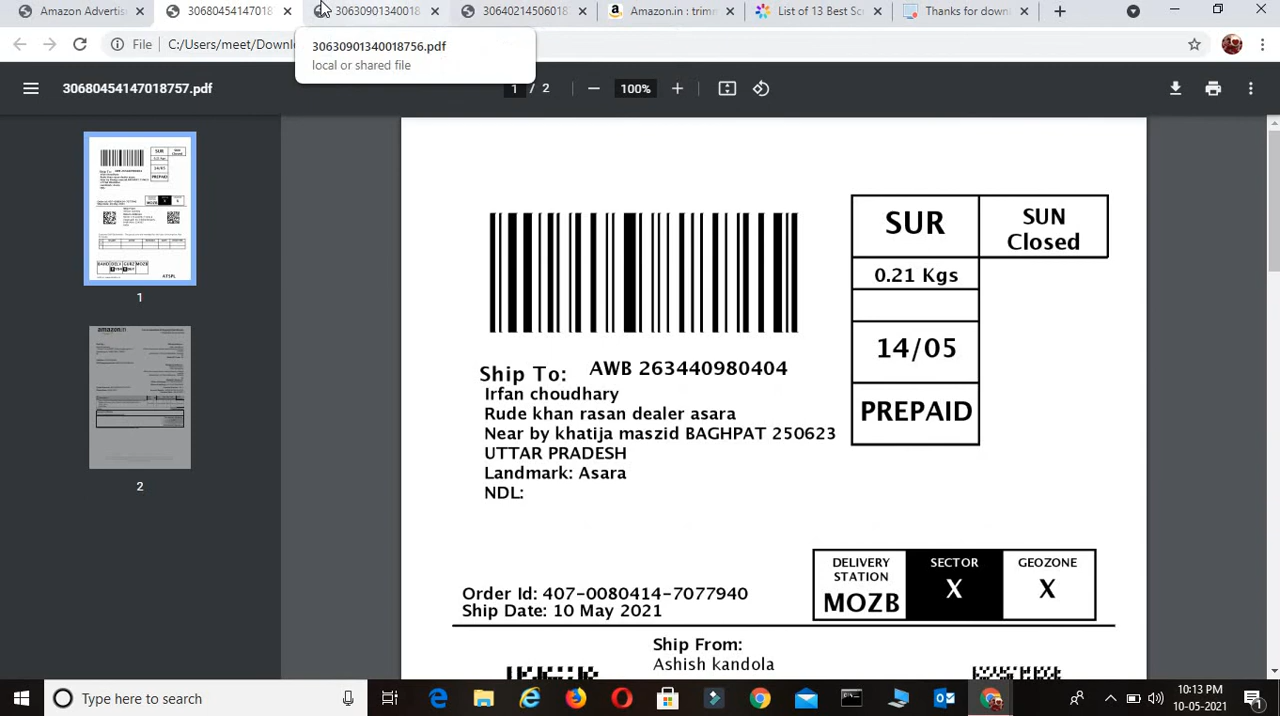 Amazon Advertis
30680454147018
30630901340018
30640214506018
Amazon.in : trimm
List of 13 Best Scr
Thanks for downl
File
C:/Users/meet/Downl
30630901340018756.pdf
local or shared file
30680454147018757.pdf
1 / 2
100%
1
2
SUR
SUN
Closed
0.21 Kgs
14/05
PREPAID
AWB 263440980404
Ship To:
Irfan choudhary
Rude khan rasan dealer asara
Near by khatija maszid BAGHPAT 250623
UTTAR PRADESH
Landmark: Asara
NDL:
DELIVERY
STATION
MOZB
SECTOR
X
GEOZONE
X
Order Id: 407-0080414-7077940
Ship Date: 10 May 2021
Ship From:
Ashish kandola
Type here to search
10:13 PM
10-05-2021